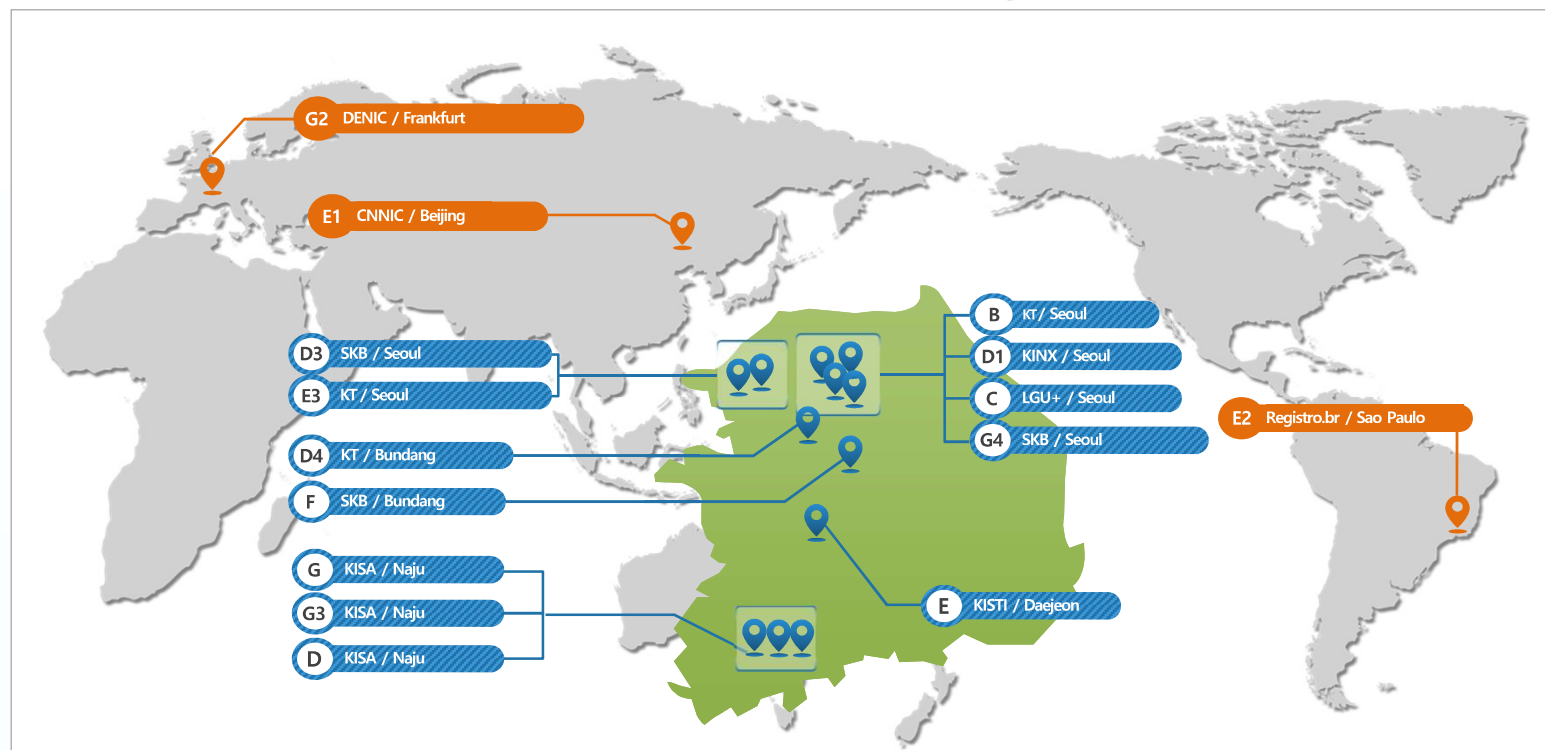 G2 DENIC / Frankfurt
E1 CNNIC / Beijing
D3 SKB / Seoul
E3 KT / Seoul
D4 KT / Bundang
F SKB / Bundang
G KISA / Naju
G3 KISA / Naju
D KISA / Naju
B KT/ Seoul
D1 KINX / Seoul
C LGU+ / Seoul
G4 SKB / Seoul
E KISTI / Daejeon
E2 Registro.br / Sao Paulo